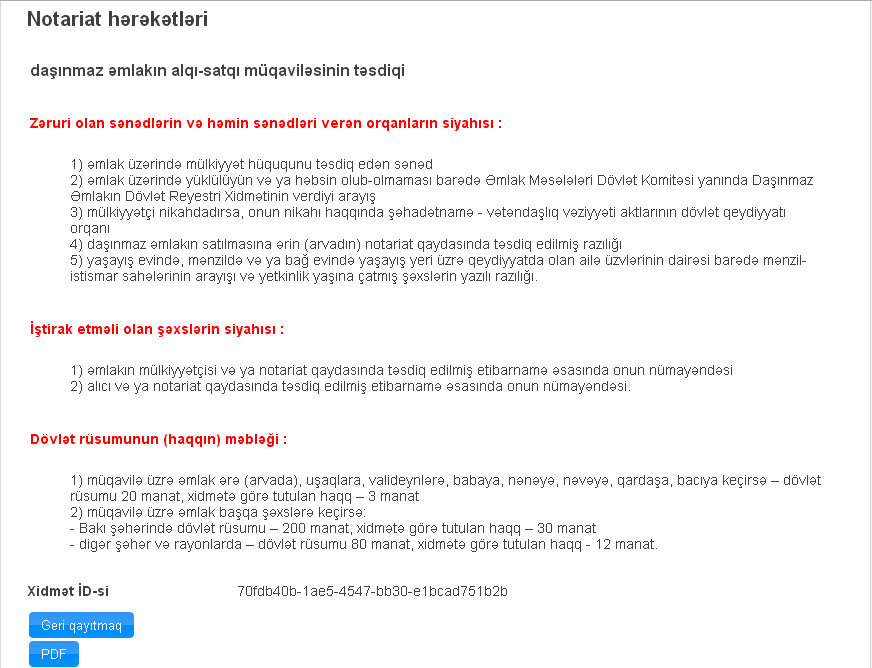 Notariat hərəkətləri
daşınmaz əmlakın alqı-satqı müqaviləsinin təsdiqi
Zəruri olan sənədlərin və həmin sənədləri verən orqanların siyahısı :
1) əmlak üzərində mülkiyyət hüququnu təsdiq edən sənəd
2) əmlak üzərində yüklülüyün və ya həbsin olub-olmaması barədə Əmlak Məsələləri Dövlət Komitəsi yanında Daşınmaz
Əmlakın Dövlət Reyestri Xidmətinin verdiyi arayış
3) mülkiyyətçi nikahdadırsa, onun nikahı haqqında şəhadətnamə - vətəndaşlıq vəziyyəti aktlarının dövlət qeydiyyatı
orqanı
4) daşınmaz əmlakın satılmasına ərin (arvadın) notariat qaydasında təsdiq edilmiş razılığı
5) yaşayış evində, mənzildə və ya bağ evində yaşayış yeri üzrə qeydiyyatda olan ailə üzvlərinin dairəsi barədə mənzil-
istismar sahələrinin arayışı və yetkinlik yaşına çatmış şəxslərin yazılı razılığı.
İştirak etməli olan şəxslərin siyahısı :
1) əmlakın mülkiyyətçisi və ya notariat qaydasında təsdiq edilmiş etibarnamə əsasında onun nümayəndəsi
2) alıcı və ya notariat qaydasında təsdiq edilmiş etibarnamə əsasında onun nümayəndəsi.
Dövlət rüsumunun (haqqın) məbləği :
1) müqavilə üzrə əmlak ərə (arvada), uşaqlara, valideynlərə, babaya, nənəyə, nəvəyə, qardaşa, bacıya keçirsə – dövlət
rüsumu 20 manat, xidmətə görə tutulan haqq – 3 manat
2) müqavilə üzrə əmlak başqa şəxslərə keçirsə:
- Bakı şəhərində dövlət rüsumu – 200 manat, xidmətə görə tutulan haqq – 30 manat
- digər şəhər və rayonlarda – dövlət rüsumu 80 manat, xidmətə görə tutulan haqq - 12 manat.
Xidmət İD-si 70fdb40b-1ae5-4547-bb30-e1bcad751b2b
Geri qayıtmaq
PDF